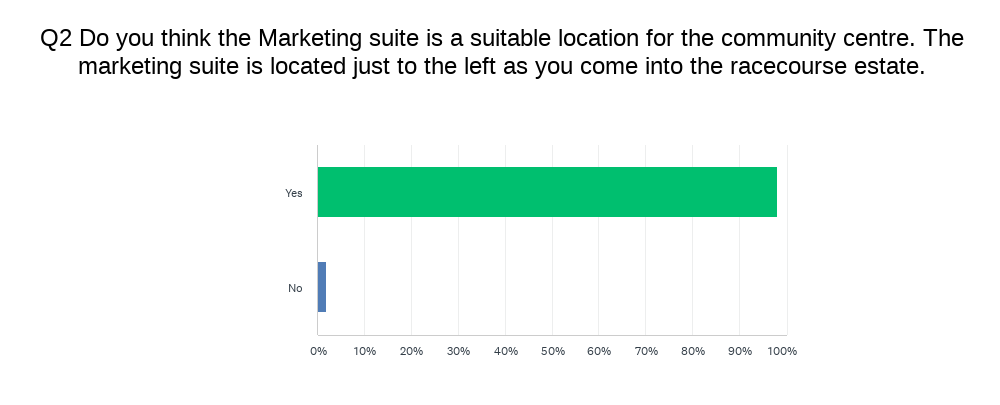 Q2 Do you think the Marketing suite is a suitable location for the community centre. The
marketing suite is located just to the left as you come into the racecourse estate.
Yes
No
0% 10% 20% 30% 40% 50% 60% 70% 80% 90% 100%